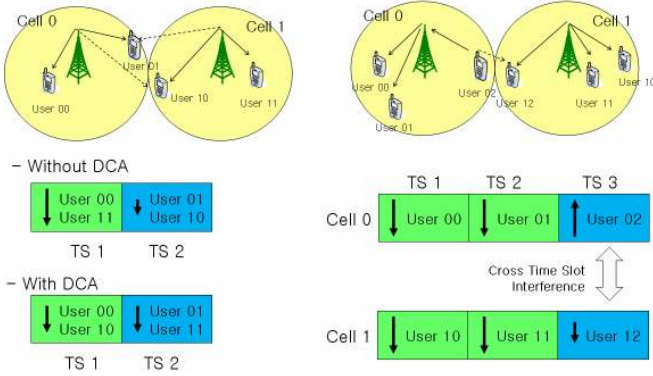 Cell 0
Cell 1
User 01
User 00
User 10
User 11
- Without DCA
User 00
User 11
User 01
User 10
TS 1
TS 2
- With DCA
User 00
User 10
User 01
User 11
TS 1
TS 2
Cell 0
Cell 1
User 00
User 01
User 02
User 12
User 11
User 10
TS 1
TS 2
TS 3
Cell 0
User 00
User 01
User 02
Cross Time Slot
Interference
Cell 1
User 10
User 11
User 12